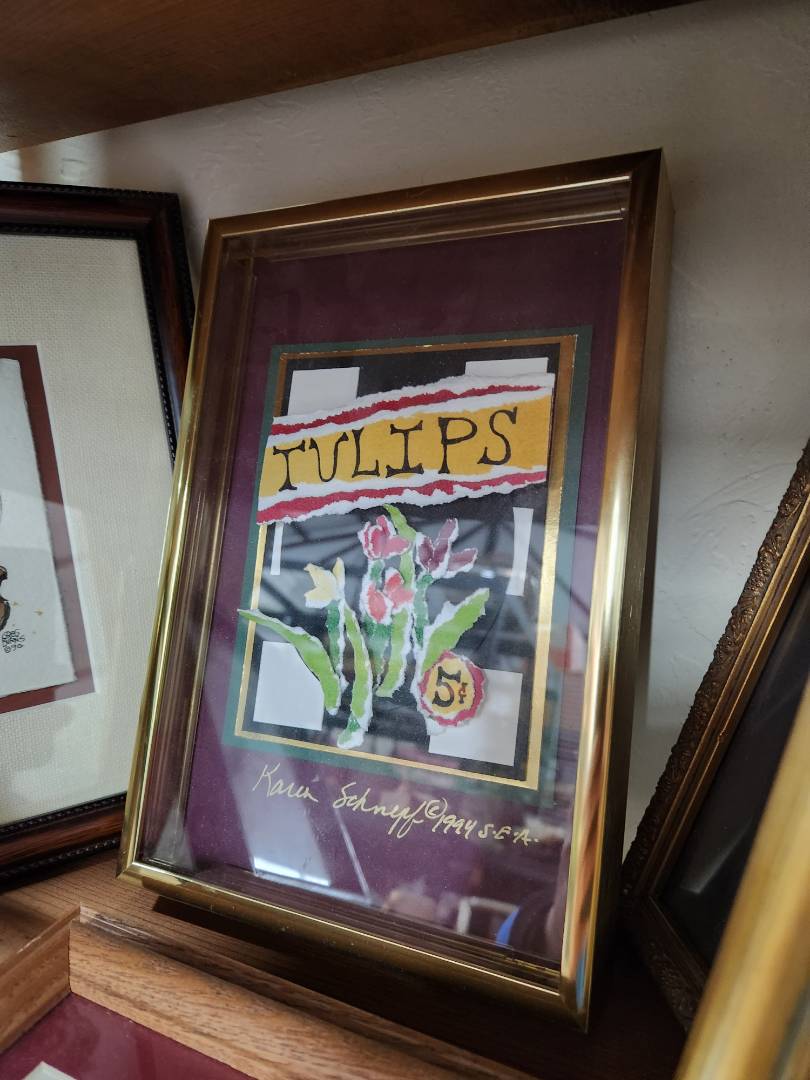 TULIPS
5¢
Karen Schnepf ©1994 S.E.A.